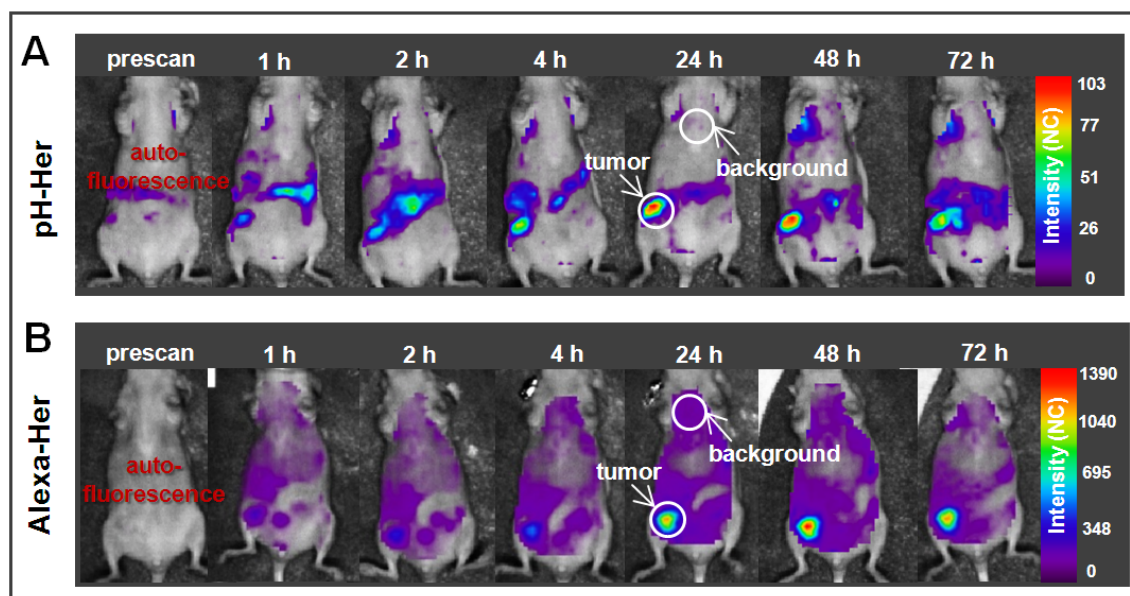 A
prescan 1 h 2 h 4 h 24 h 48 h 72 h
pH-Her
auto-
fluorescence
tumor
background
Intensity (NC)
103
77
51
26
0
B
prescan 1 h 2 h 4 h 24 h 48 h 72 h
Alexa-Her
auto-
fluorescence
background
tumor
Intensity (NC)
1390
1040
695
348
0